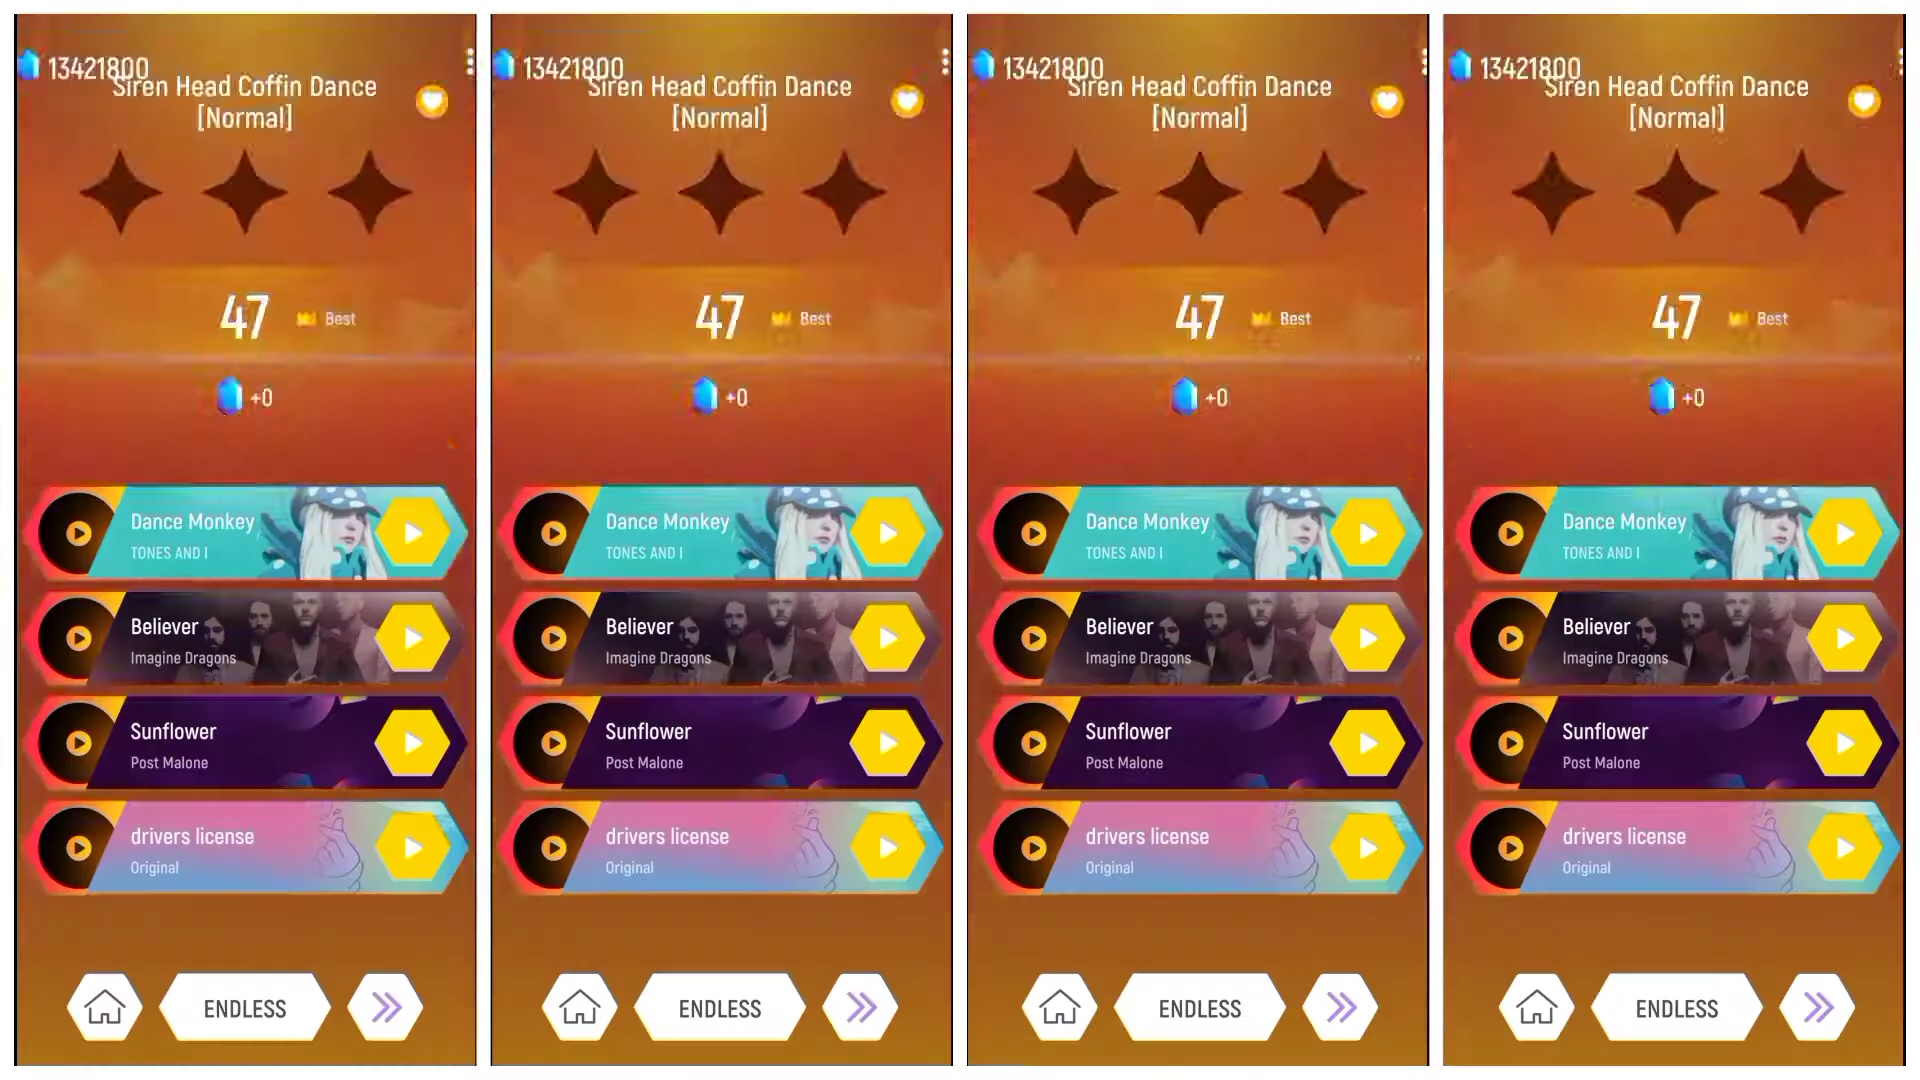 13421800
Siren Head Coffin Dance
[Normal]
47 Best
+0
Dance Monkey
TONES AND I
Believer
Imagine Dragons
Sunflower
Post Malone
drivers license
Original
ENDLESS
13421800
Siren Head Coffin Dance
[Normal]
47 Best
+0
Dance Monkey
TONES AND I
Believer
Imagine Dragons
Sunflower
Post Malone
drivers license
Original
ENDLESS
13421800
Siren Head Coffin Dance
[Normal]
47 Best
+0
Dance Monkey
TONES AND I
Believer
Imagine Dragons
Sunflower
Post Malone
drivers license
Original
ENDLESS
13421800
Siren Head Coffin Dance
[Normal]
47 Best
+0
Dance Monkey
TONES AND I
Believer
Imagine Dragons
Sunflower
Post Malone
drivers license
Original
ENDLESS